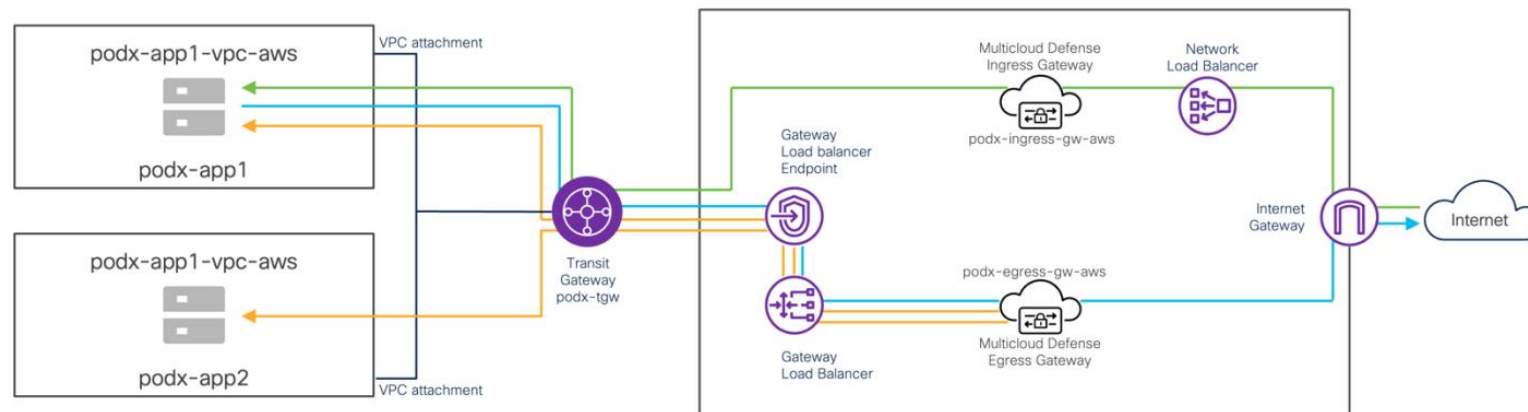 podx-app1-vpc-aws
podx-app1
VPC attachment
podx-app1-vpc-aws
podx-app2
VPC attachment
Transit
Gateway
podx-tgw
Gateway
Load balancer
Endpoint
Gateway
Load Balancer
Multicloud Defense
Ingress Gateway
podx-ingress-gw-aws
Network
Load Balancer
podx-egress-gw-aws
Multicloud Defense
Egress Gateway
Internet
Gateway
Internet